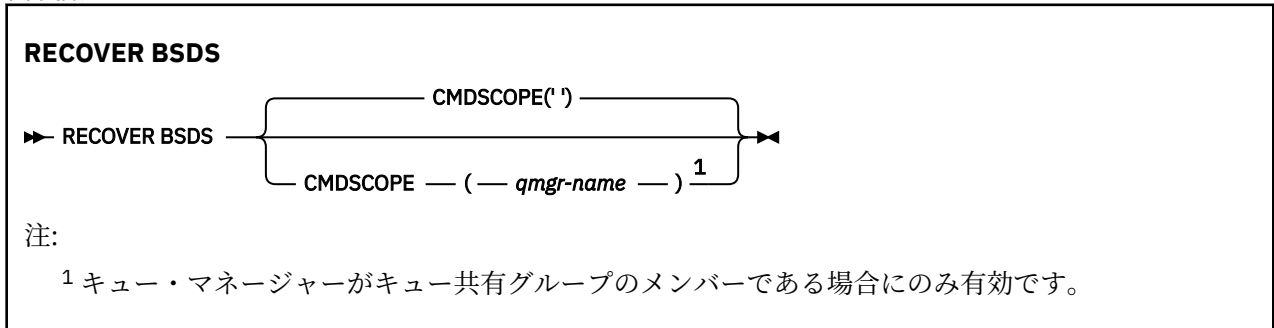 RECOVER BSDS
CMDSCOPE(' ')
RECOVER BSDS
CMDSCOPE ( qmgr-name ) 1
注:
1 キュー・マネージャーがキュー共有グループのメンバーである場合にのみ有効です。